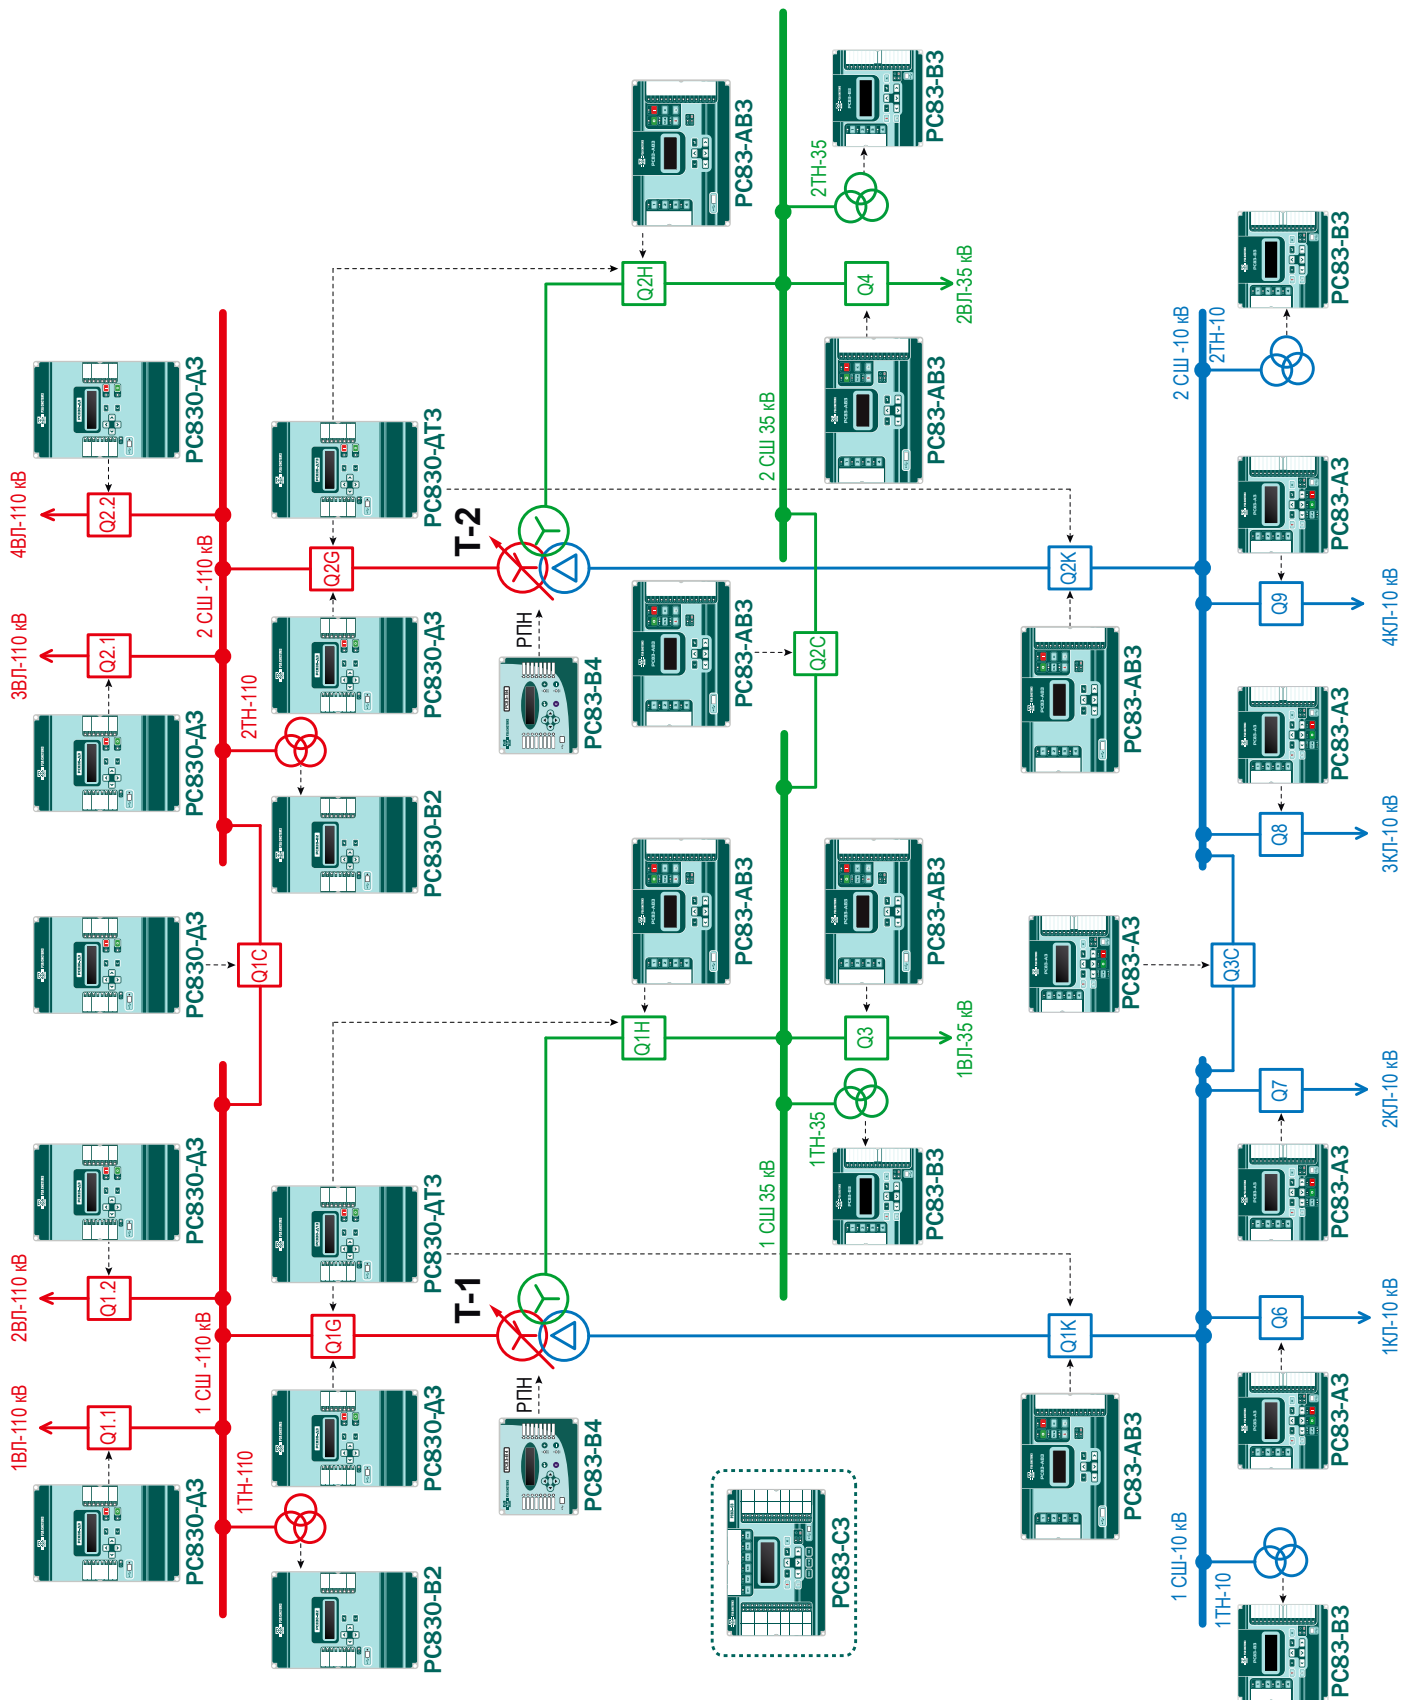 1ВЛ-110 кВ
2ВЛ-110 кВ
3ВЛ-110 кВ
4ВЛ-110 кВ
Q1.1
Q1.2
Q2.1
Q2.2
РС830-Д3
РС830-Д3
РС830-Д3
РС830-Д3
РС830-Д3
1 СШ -110 кВ
2 СШ -110 кВ
1ТН-110
Q1C
2ТН-110
Q1G
Q2G
РС830-В2
РС830-Д3
РС830-ДТ3
РС830-В2
РС830-Д3
РС830-ДТ3
Т-1
Т-2
РПН
РПН
РС83-В4
РС83-В4
Q1H
Q2H
РС83-АВ3
РС83-АВ3
РС83-АВ3
1 СШ 35 кВ
2 СШ 35 кВ
Q2C
1ТН-35
2ТН-35
РС83-С3
Q3
Q4
РС83-В3
РС83-АВ3
РС83-АВ3
РС83-В3
1ВЛ-35 кВ
2ВЛ-35 кВ
Q1K
Q2K
РС83-АВ3
РС83-А3
РС83-АВ3
1 СШ-10 кВ
2 СШ -10 кВ
1ТН-10
2ТН-10
Q3C
Q6
Q7
Q8
Q9
РС83-В3
РС83-А3
РС83-А3
РС83-А3
РС83-А3
РС83-В3
1КЛ-10 кВ
2КЛ-10 кВ
3КЛ-10 кВ
4КЛ-10 кВ